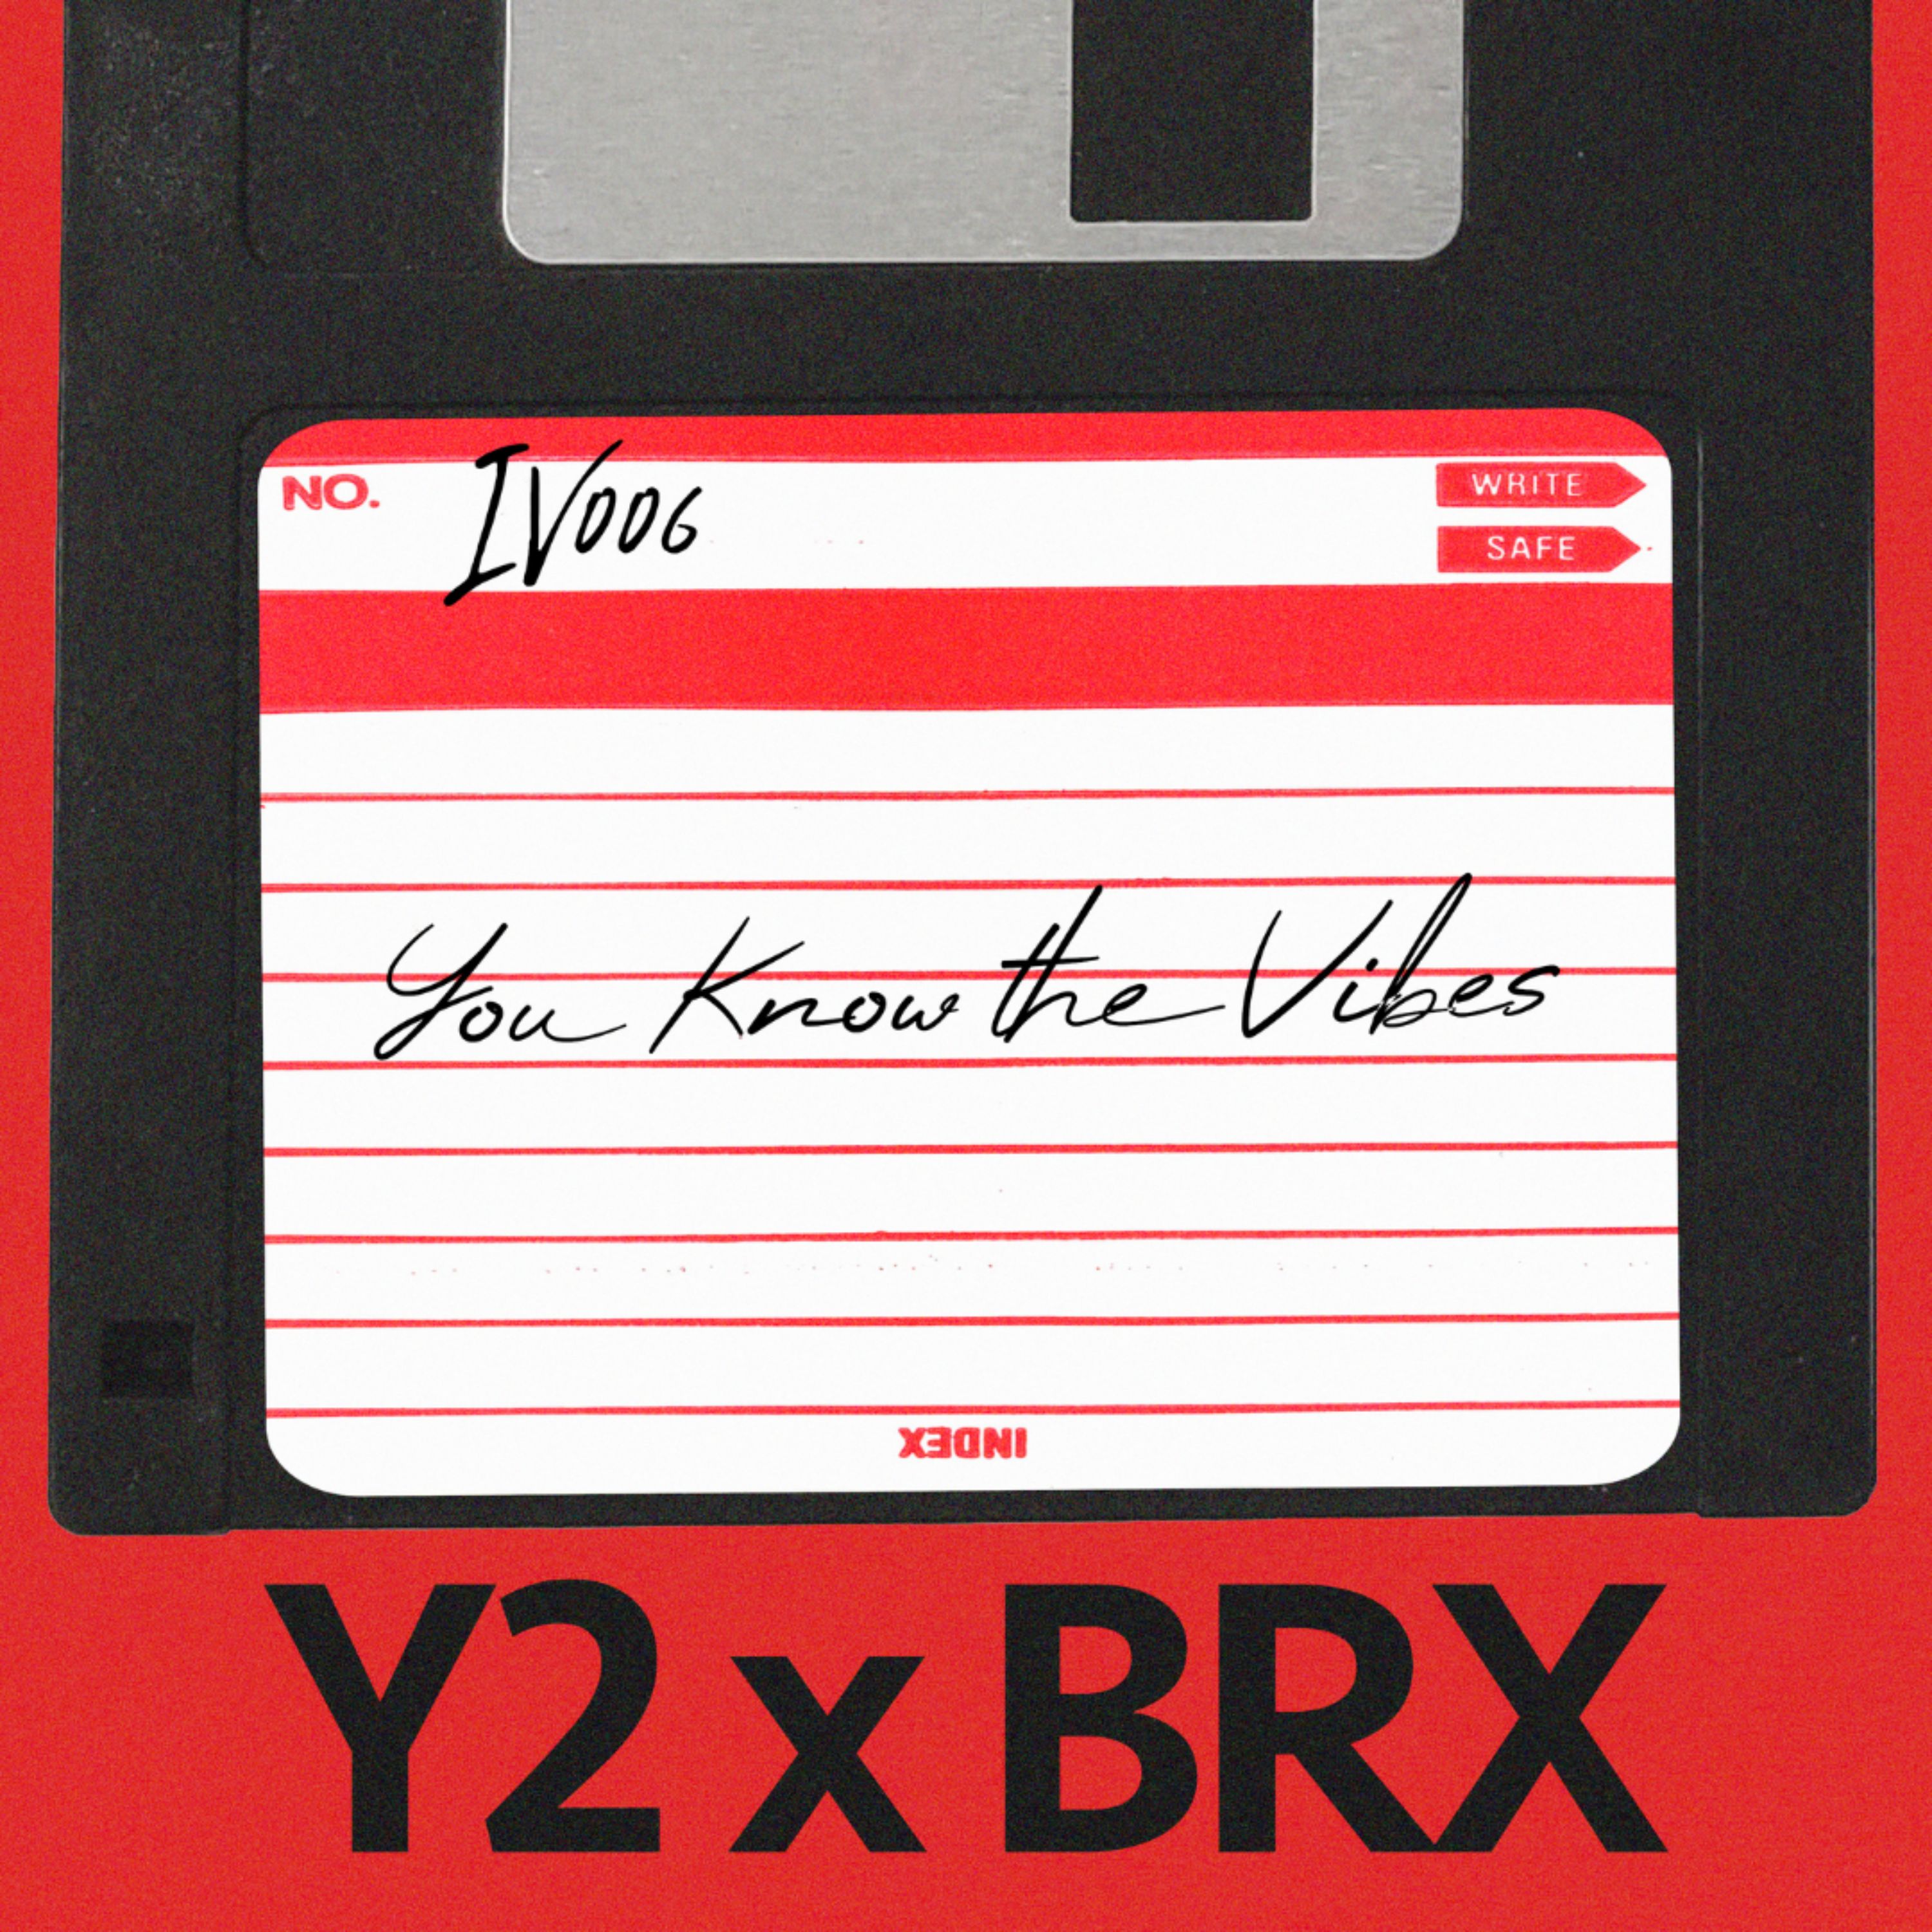 NO. IV006
WRITE
SAFE
You Know the Vibes
INDEX
Y2 x BRX